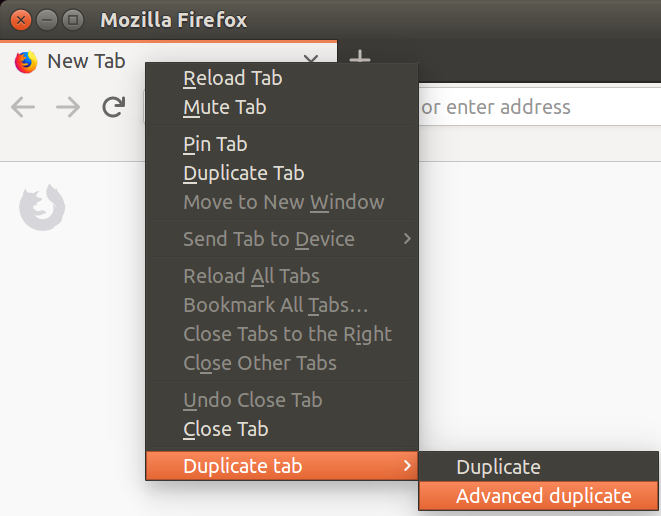 Mozilla Firefox
New Tab
or enter address
Reload Tab
Mute Tab
Pin Tab
Duplicate Tab
Move to New Window
Send Tab to Device
Reload All Tabs
Bookmark All Tabs...
Close Tabs to the Right
Close Other Tabs
Undo Close Tab
Close Tab
Duplicate tab
Duplicate
Advanced duplicate